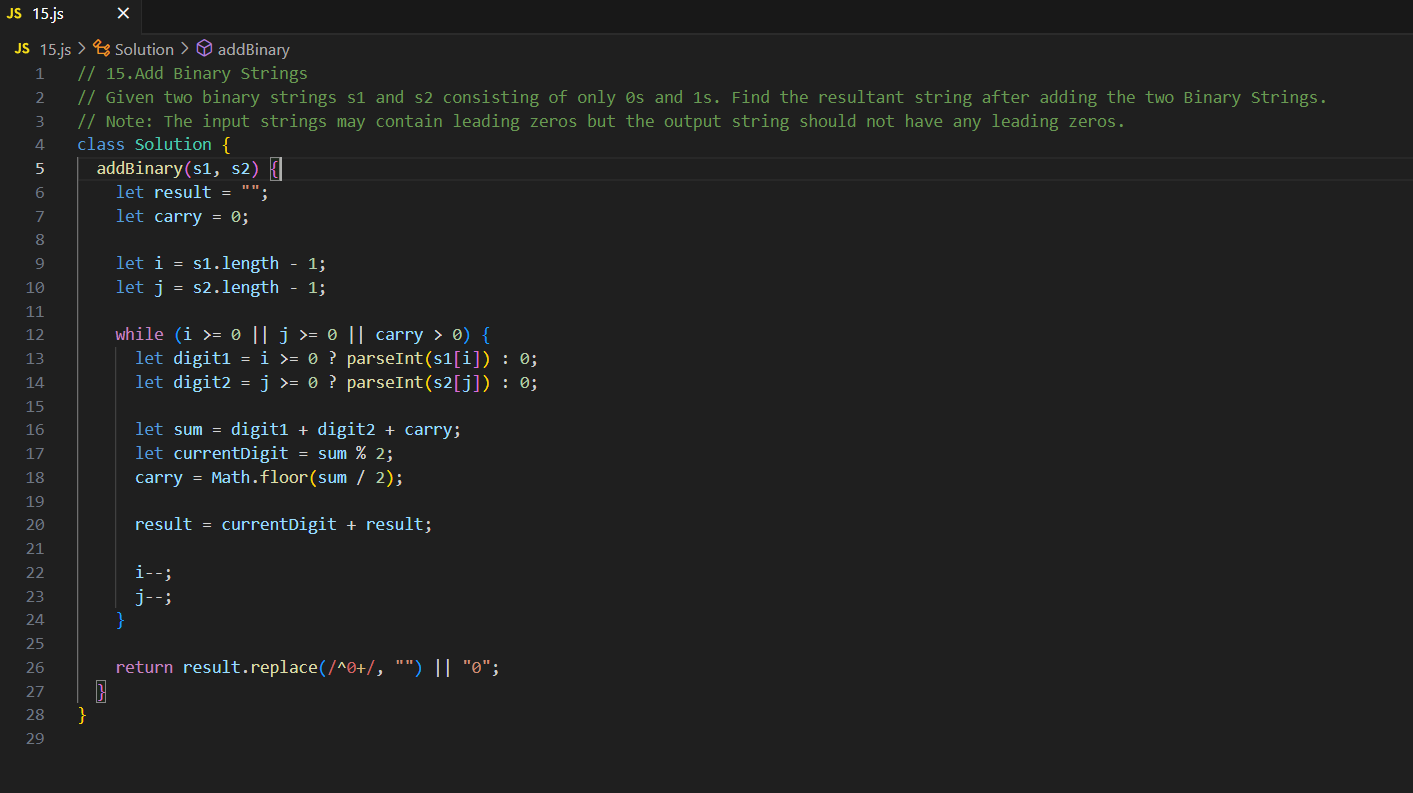 JS 15.js ×
JS 15.js > Solution > addBinary
1 // 15.Add Binary Strings
2 // Given two binary strings s1 and s2 consisting of only 0s and 1s. Find the resultant string after adding the two Binary Strings.
3 // Note: The input strings may contain leading zeros but the output string should not have any leading zeros.
4 class Solution {
5   addBinary(s1, s2) {
6     let result = "";
7     let carry = 0;
8
9     let i = s1.length - 1;
10     let j = s2.length - 1;
11
12     while (i >= 0 || j >= 0 || carry > 0) {
13       let digit1 = i >= 0 ? parseInt(s1[i]) : 0;
14       let digit2 = j >= 0 ? parseInt(s2[j]) : 0;
15
16       let sum = digit1 + digit2 + carry;
17       let currentDigit = sum % 2;
18       carry = Math.floor(sum / 2);
19
20       result = currentDigit + result;
21
22       i--;
23       j--;
24     }
25
26     return result.replace(/^0+/, "") || "0";
27   }
28 }
29